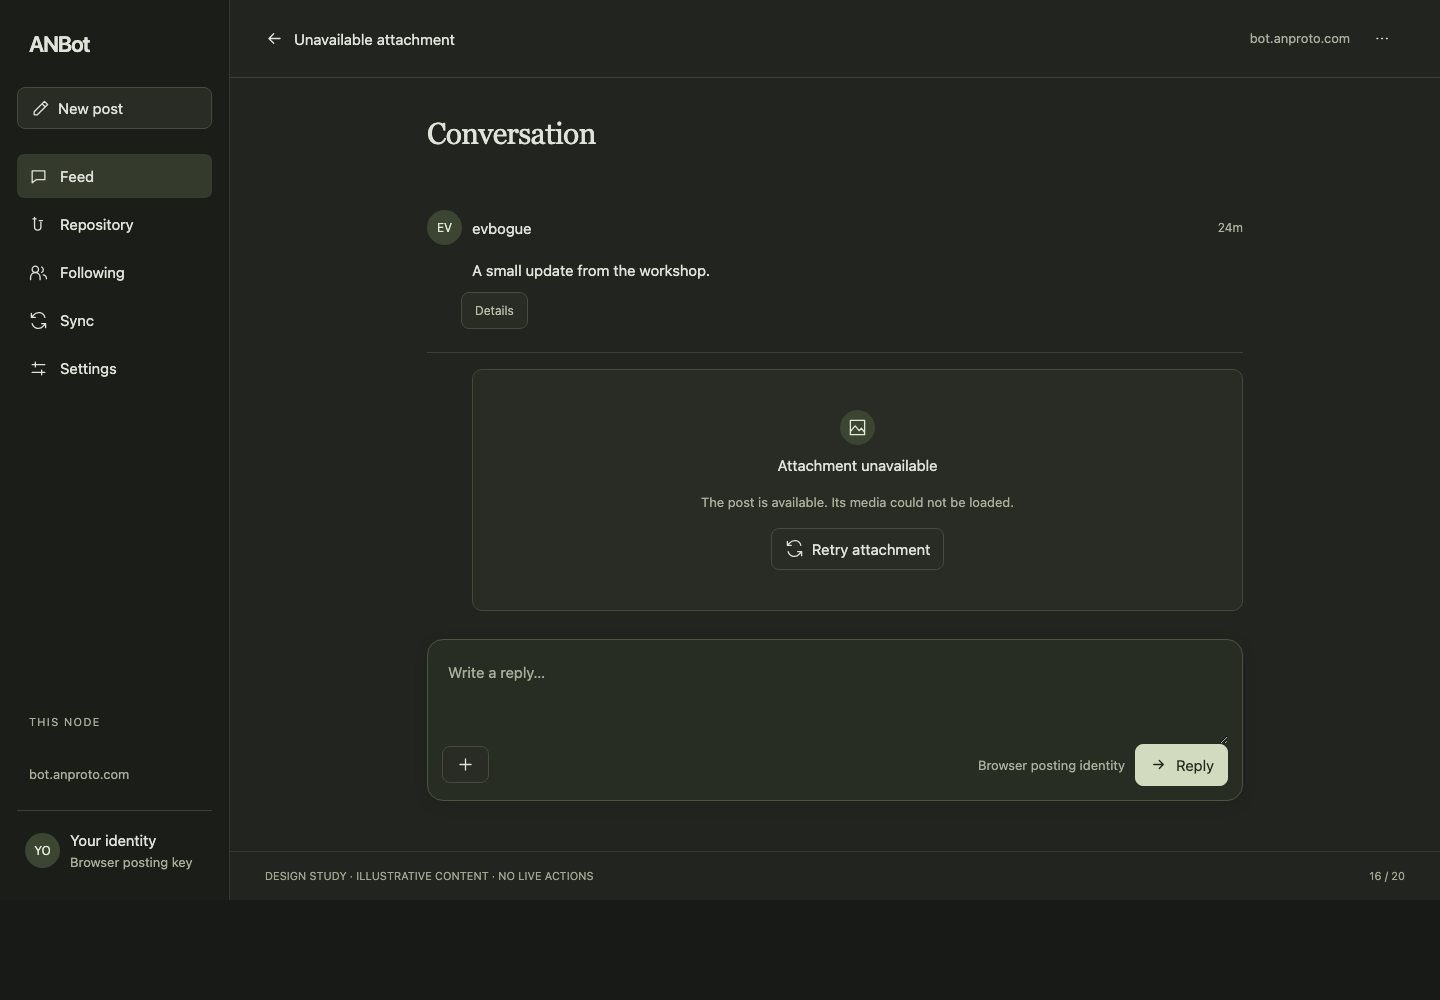 ANBot
New post
Feed
Repository
Following
Sync
Settings
THIS NODE
bot.anproto.com
YO
Your identity
Browser posting key
Unavailable attachment
bot.anproto.com
Conversation
EV
evbogue
24m
A small update from the workshop.
Details
Attachment unavailable
The post is available. Its media could not be loaded.
Retry attachment
Write a reply...
Browser posting identity
Reply
DESIGN STUDY · ILLUSTRATIVE CONTENT · NO LIVE ACTIONS
16 / 20